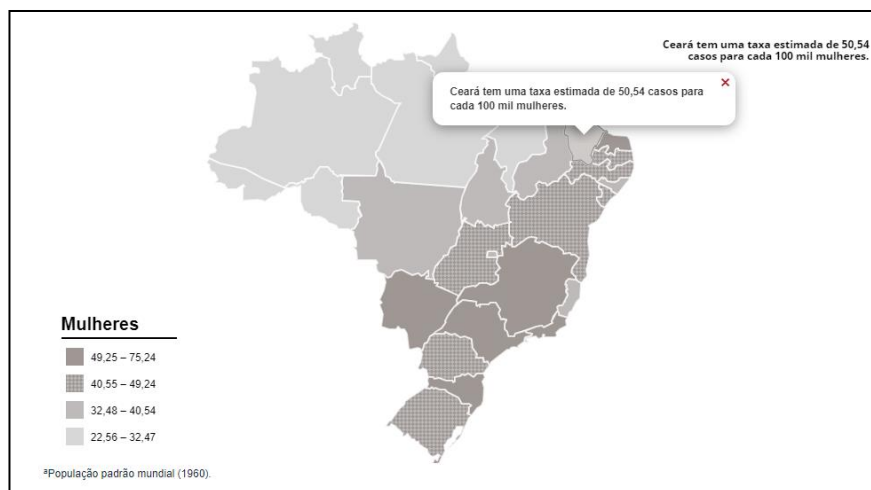 Ceará tem uma taxa estimada de 50,54
casos para cada 100 mil mulheres.
Ceará tem uma taxa estimada de 50,54 casos para
cada 100 mil mulheres.
Mulheres
49,25 – 75,24
40,55 – 49,24
32,48 – 40,54
22,56 – 32,47
ªPopulação padrão mundial (1960).